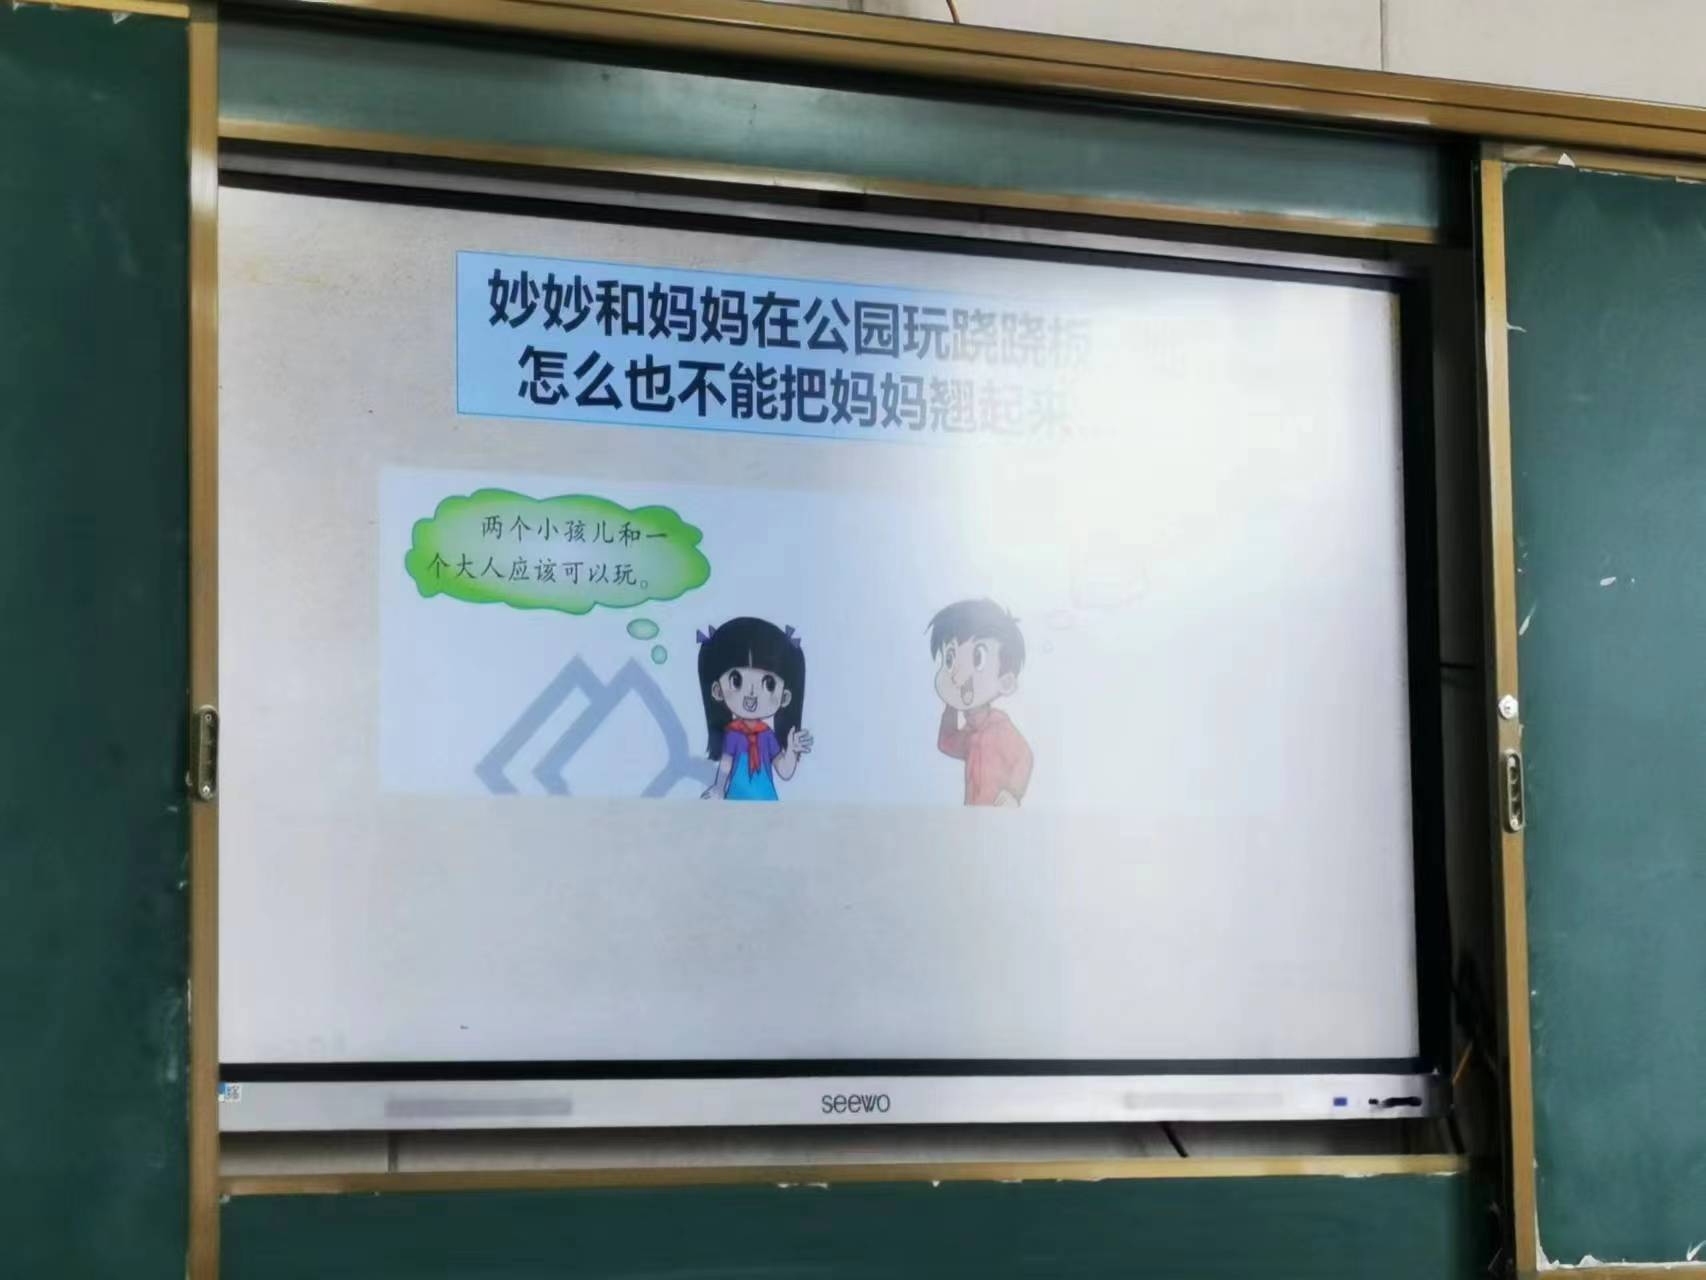 妙妙和妈妈在公园玩跷跷板
怎么也不能把妈妈翘起来
两个小孩儿和一
个大人应该可以玩。
seewo